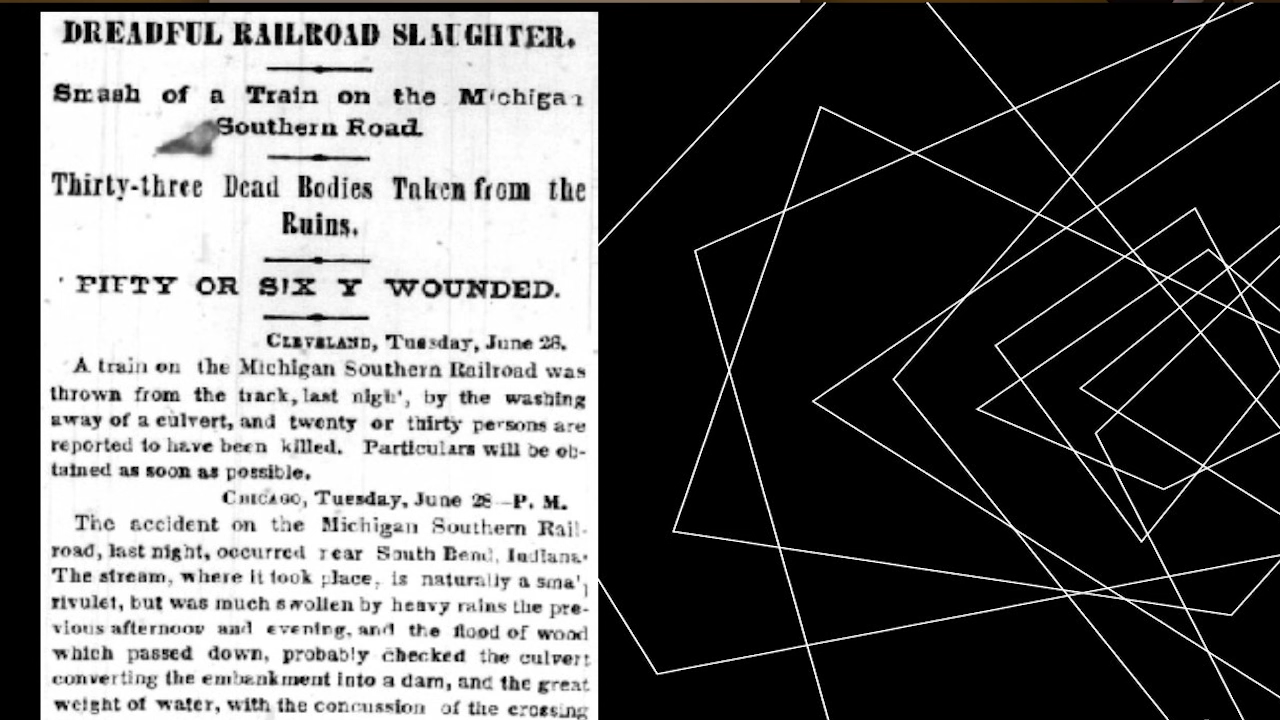 DREADFUL RAILROAD SLAUGHTER.
Smash of a Train on the Michigan
Southern Road.
Thirty-three Dead Bodies Taken from the
Ruins.
FIFTY OR SIX Y WOUNDED.
CLEVELAND, Tuesday, June 28.
A train on the Michigan Southern Railroad was
thrown from the track, last nigh', by the washing
away of a culvert, and twenty or thirty persons are
reported to have been killed. Particulars will be ob-
tained as soon as possible.
CHICAGO, Tuesday, June 28—P. M.
The accident on the Michigan Southern Rail-
road, last night, occurred near South Bend, Indiana.
The stream, where it took place, is naturally a small
rivulet, but was much swollen by heavy rains the pre-
vious afternoon and evening, and the flood of wood
which passed down, probably checked the culvert
converting the embankment into a dam, and the great
weight of water, with the concussion of the crossing